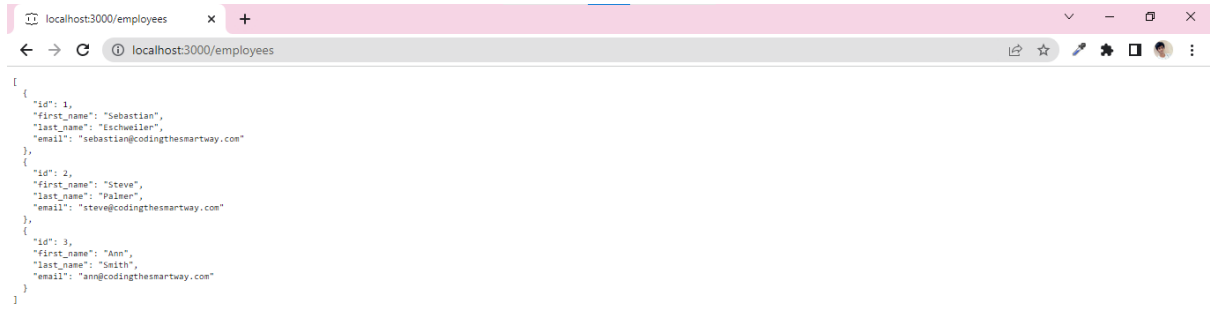 localhost:3000/employees
localhost:3000/employees
[
  {
    "id": 1,
    "first_name": "Sebastian",
    "last_name": "Eschweiler",
    "email": "sebastian@codingthesmartway.com"
  },
  {
    "id": 2,
    "first_name": "Steve",
    "last_name": "Palmer",
    "email": "steve@codingthesmartway.com"
  },
  {
    "id": 3,
    "first_name": "Ann",
    "last_name": "Smith",
    "email": "ann@codingthesmartway.com"
  }
]